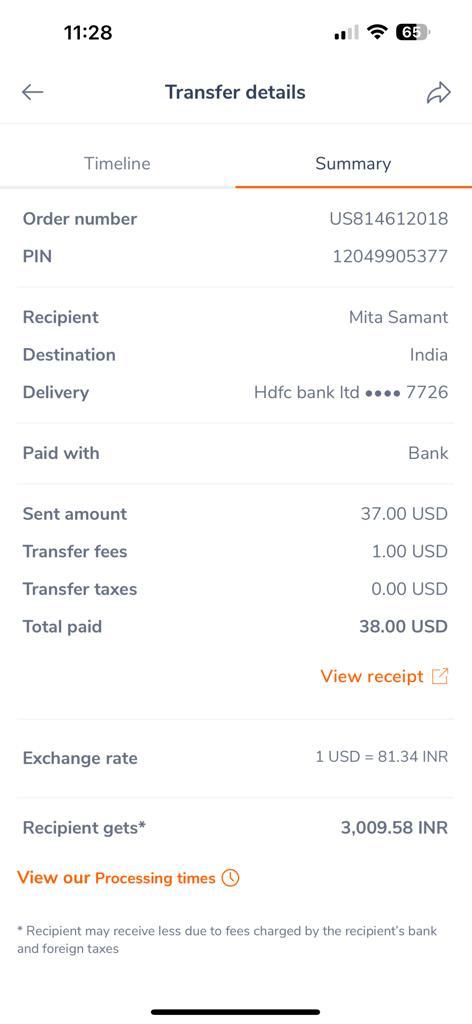 11:28
65
Transfer details
Timeline Summary
Order number US814612018
PIN 12049905377
Recipient Mita Samant
Destination India
Delivery Hdfc bank ltd •••• 7726
Paid with Bank
Sent amount 37.00 USD
Transfer fees 1.00 USD
Transfer taxes 0.00 USD
Total paid 38.00 USD
View receipt
Exchange rate 1 USD = 81.34 INR
Recipient gets* 3,009.58 INR
View our Processing times
* Recipient may receive less due to fees charged by the recipient's bank
and foreign taxes